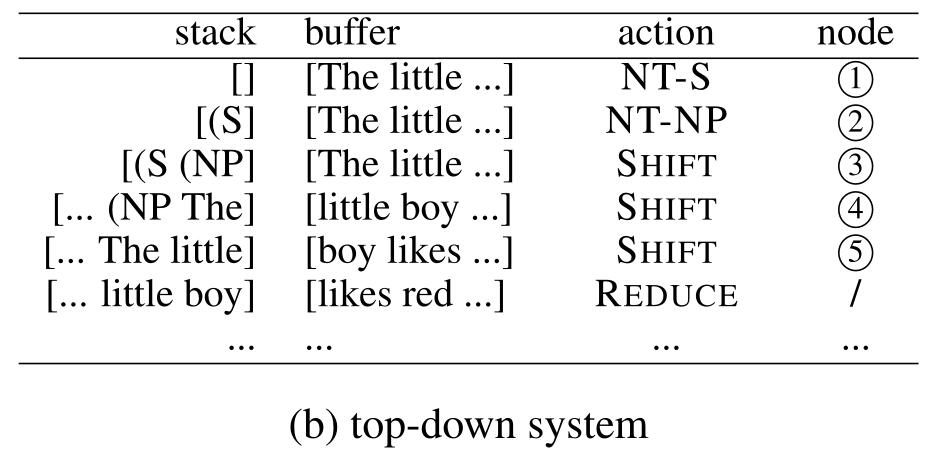 stack buffer action node
[] [The little ...] NT-S ①
[(S] [The little ...] NT-NP ②
[(S (NP] [The little ...] SHIFT ③
[... (NP The] [little boy ...] SHIFT ④
[... The little] [boy likes ...] SHIFT ⑤
[... little boy] [likes red ...] REDUCE /
... ... ... ...
(b) top-down system